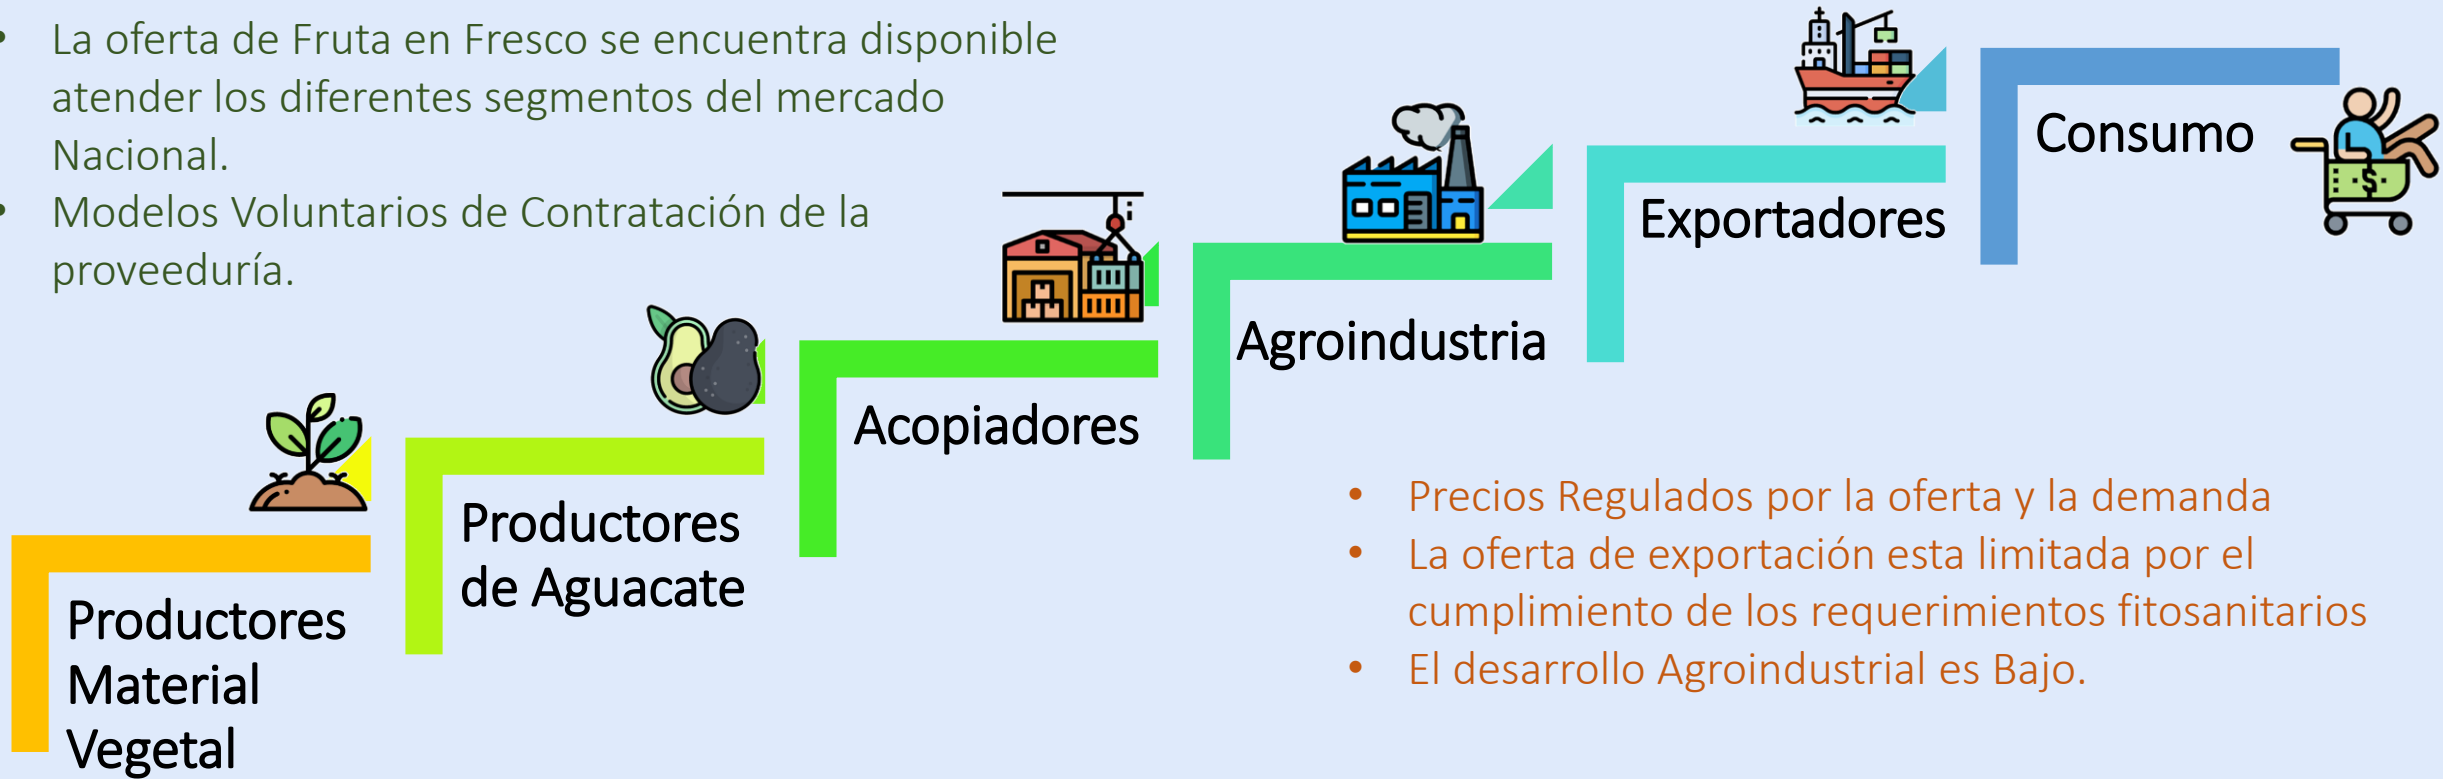 • La oferta de Fruta en Fresco se encuentra disponible
atender los diferentes segmentos del mercado
Nacional.
• Modelos Voluntarios de Contratación de la
proveeduría.
Productores
Material
Vegetal
Productores
de Aguacate
Acopiadores
Agroindustria
Exportadores
Consumo
$
• Precios Regulados por la oferta y la demanda
• La oferta de exportación esta limitada por el
cumplimiento de los requerimientos fitosanitarios
• El desarrollo Agroindustrial es Bajo.